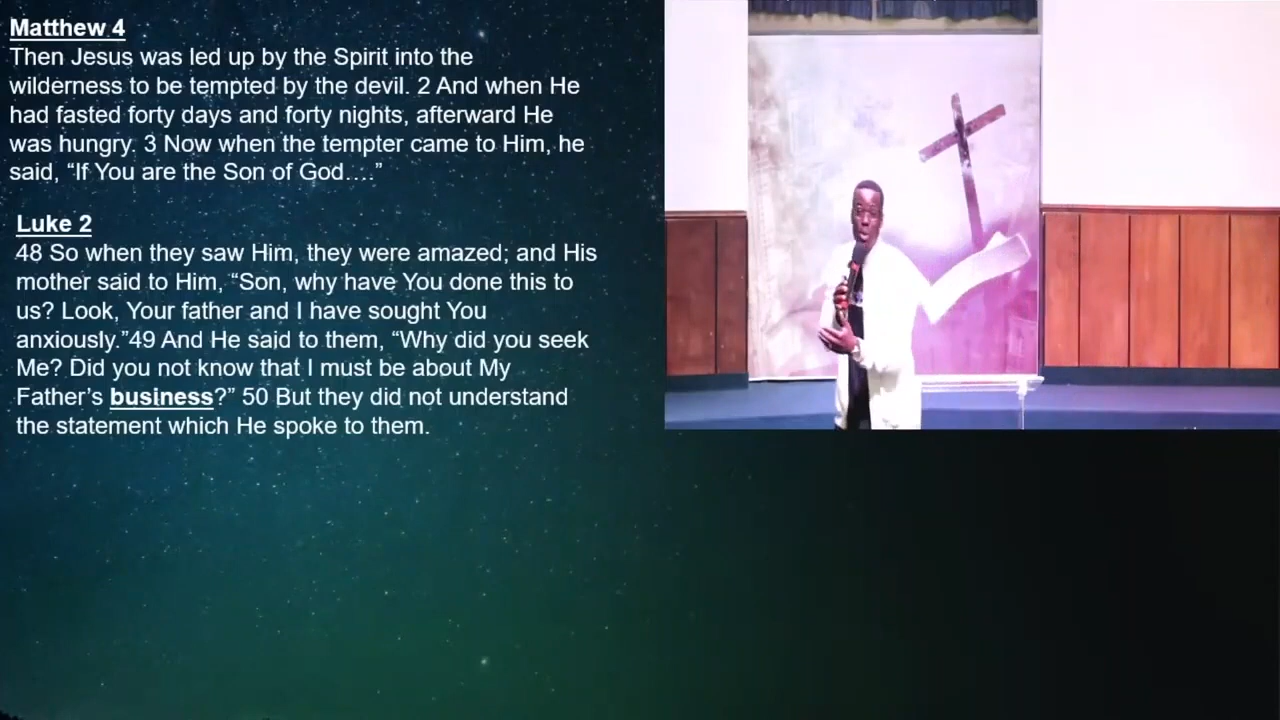 Matthew 4
Then Jesus was led up by the Spirit into the
wilderness to be tempted by the devil. 2 And when He
had fasted forty days and forty nights, afterward He
was hungry. 3 Now when the tempter came to Him, he
said, “If You are the Son of God….”
Luke 2
48 So when they saw Him, they were amazed; and His
mother said to Him, “Son, why have You done this to
us? Look, Your father and I have sought You
anxiously.”49 And He said to them, “Why did you seek
Me? Did you not know that I must be about My
Father’s business?” 50 But they did not understand
the statement which He spoke to them.